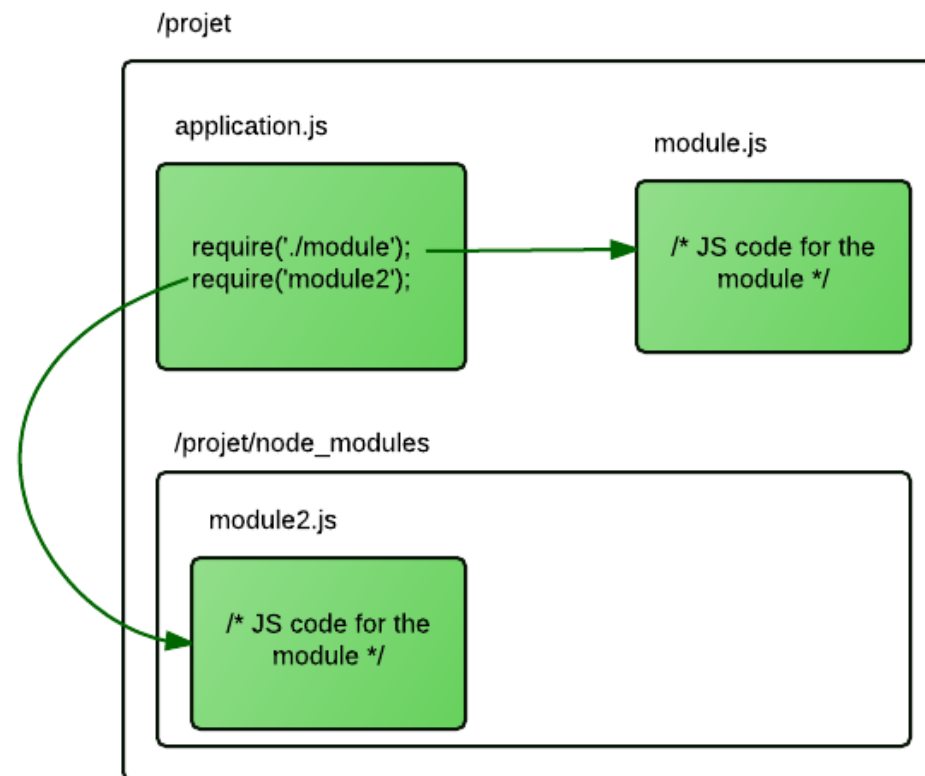 /projet
application.js
module.js
require('./module');
require('module2');
/* JS code for the
module */
/projet/node_modules
module2.js
/* JS code for the
module */